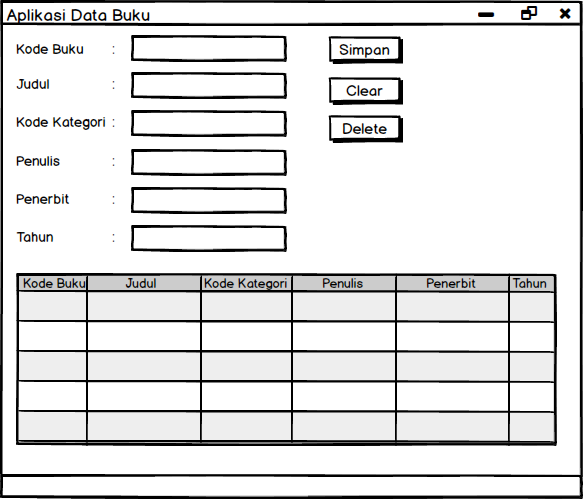 Aplikasi Data Buku
Kode Buku :
Simpan
Judul :
Clear
Kode Kategori :
Delete
Penulis :
Penerbit :
Tahun :
Kode Buku Judul Kode Kategori Penulis Penerbit Tahun